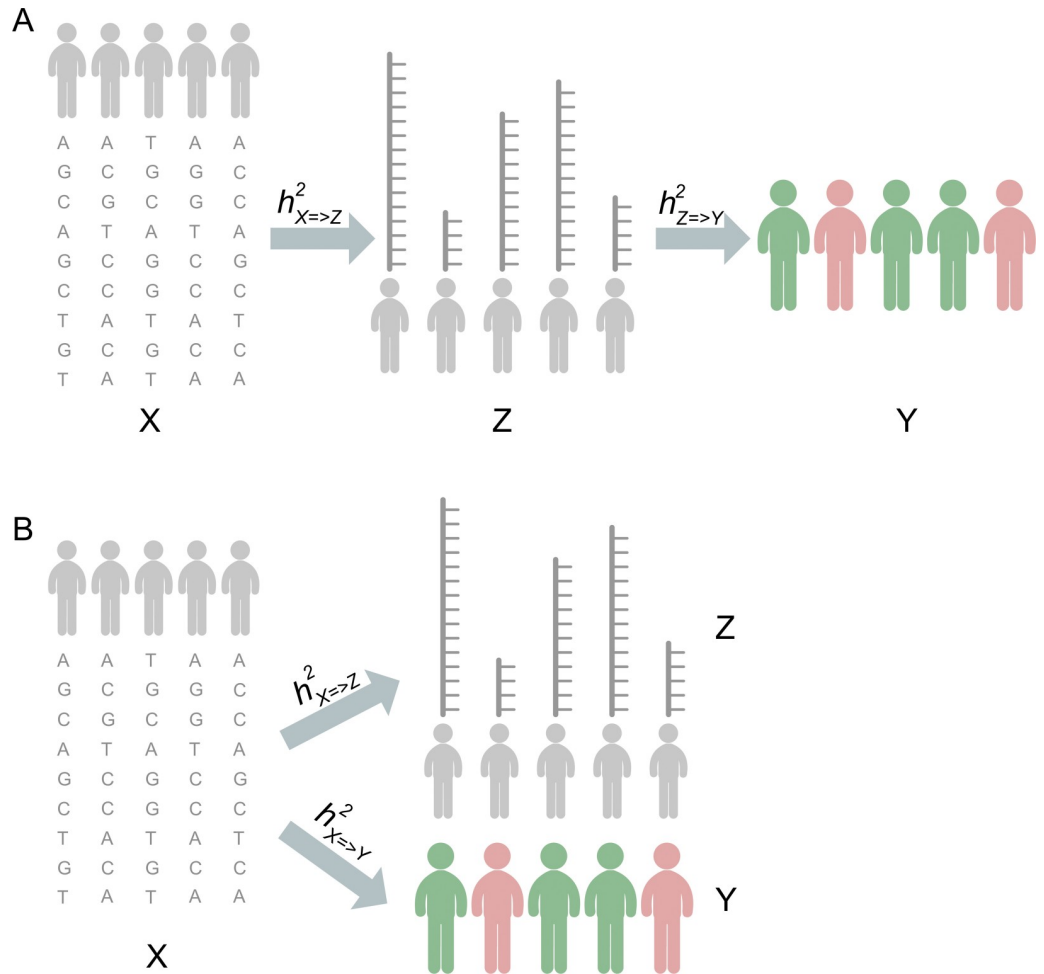 A
A A T A A
G C G G C
C G C G C
A T A T A
G C G C G
C C G C C
T A T A T
G C G C C
T A T A A
h²X=>Z
h²Z=>Y
X
Z
Y
B
A A T A A
G C G G C
C G C G C
A T A T A
G C G C G
C C G C C
T A T A T
G C G C C
T A T A A
h²X=>Z
h²X=>Y
Z
Y
X